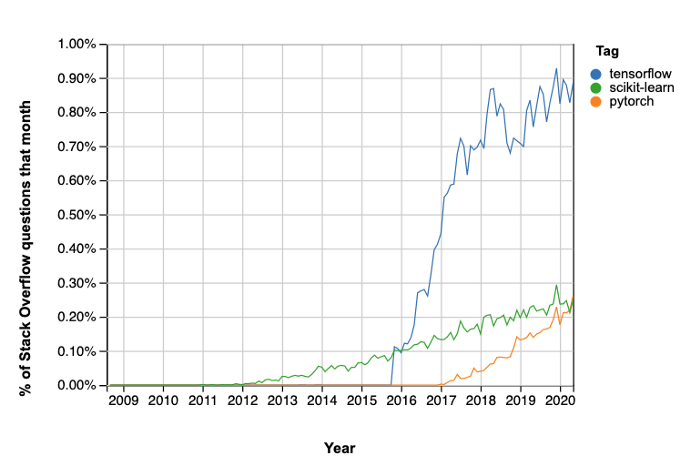 1.00%
0.90%
0.80%
0.70%
0.60%
0.50%
0.40%
0.30%
0.20%
0.10%
0.00%
% of Stack Overflow questions that month
2009 2010 2011 2012 2013 2014 2015 2016 2017 2018 2019 2020
Year
Tag
tensorflow
scikit-learn
pytorch